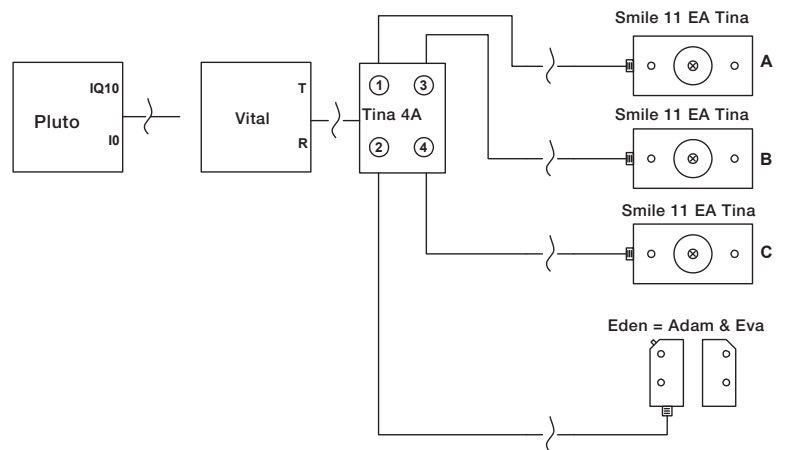 Smile 11 EA Tina
A
IQ10
Pluto
I0
T
Vital
R
1 3
Tina 4A
2 4
Smile 11 EA Tina
B
Smile 11 EA Tina
C
Eden = Adam & Eva